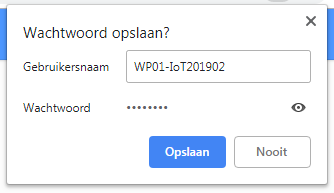 Wachtwoord opslaan?
Gebruikersnaam WP01-IoT201902
Wachtwoord ••••••••
Opslaan Nooit